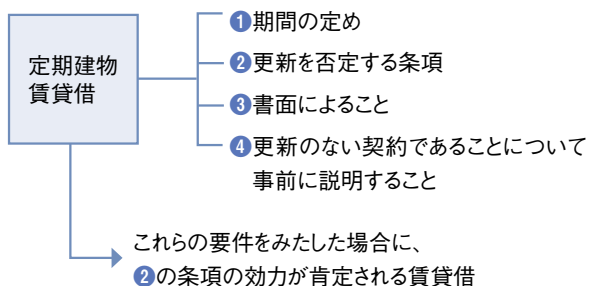 定期建物
賃貸借
❶期間の定め
❷更新を否定する条項
❸書面によること
❹更新のない契約であることについて
事前に説明すること
これらの要件をみたした場合に、
❷の条項の効力が肯定される賃貸借